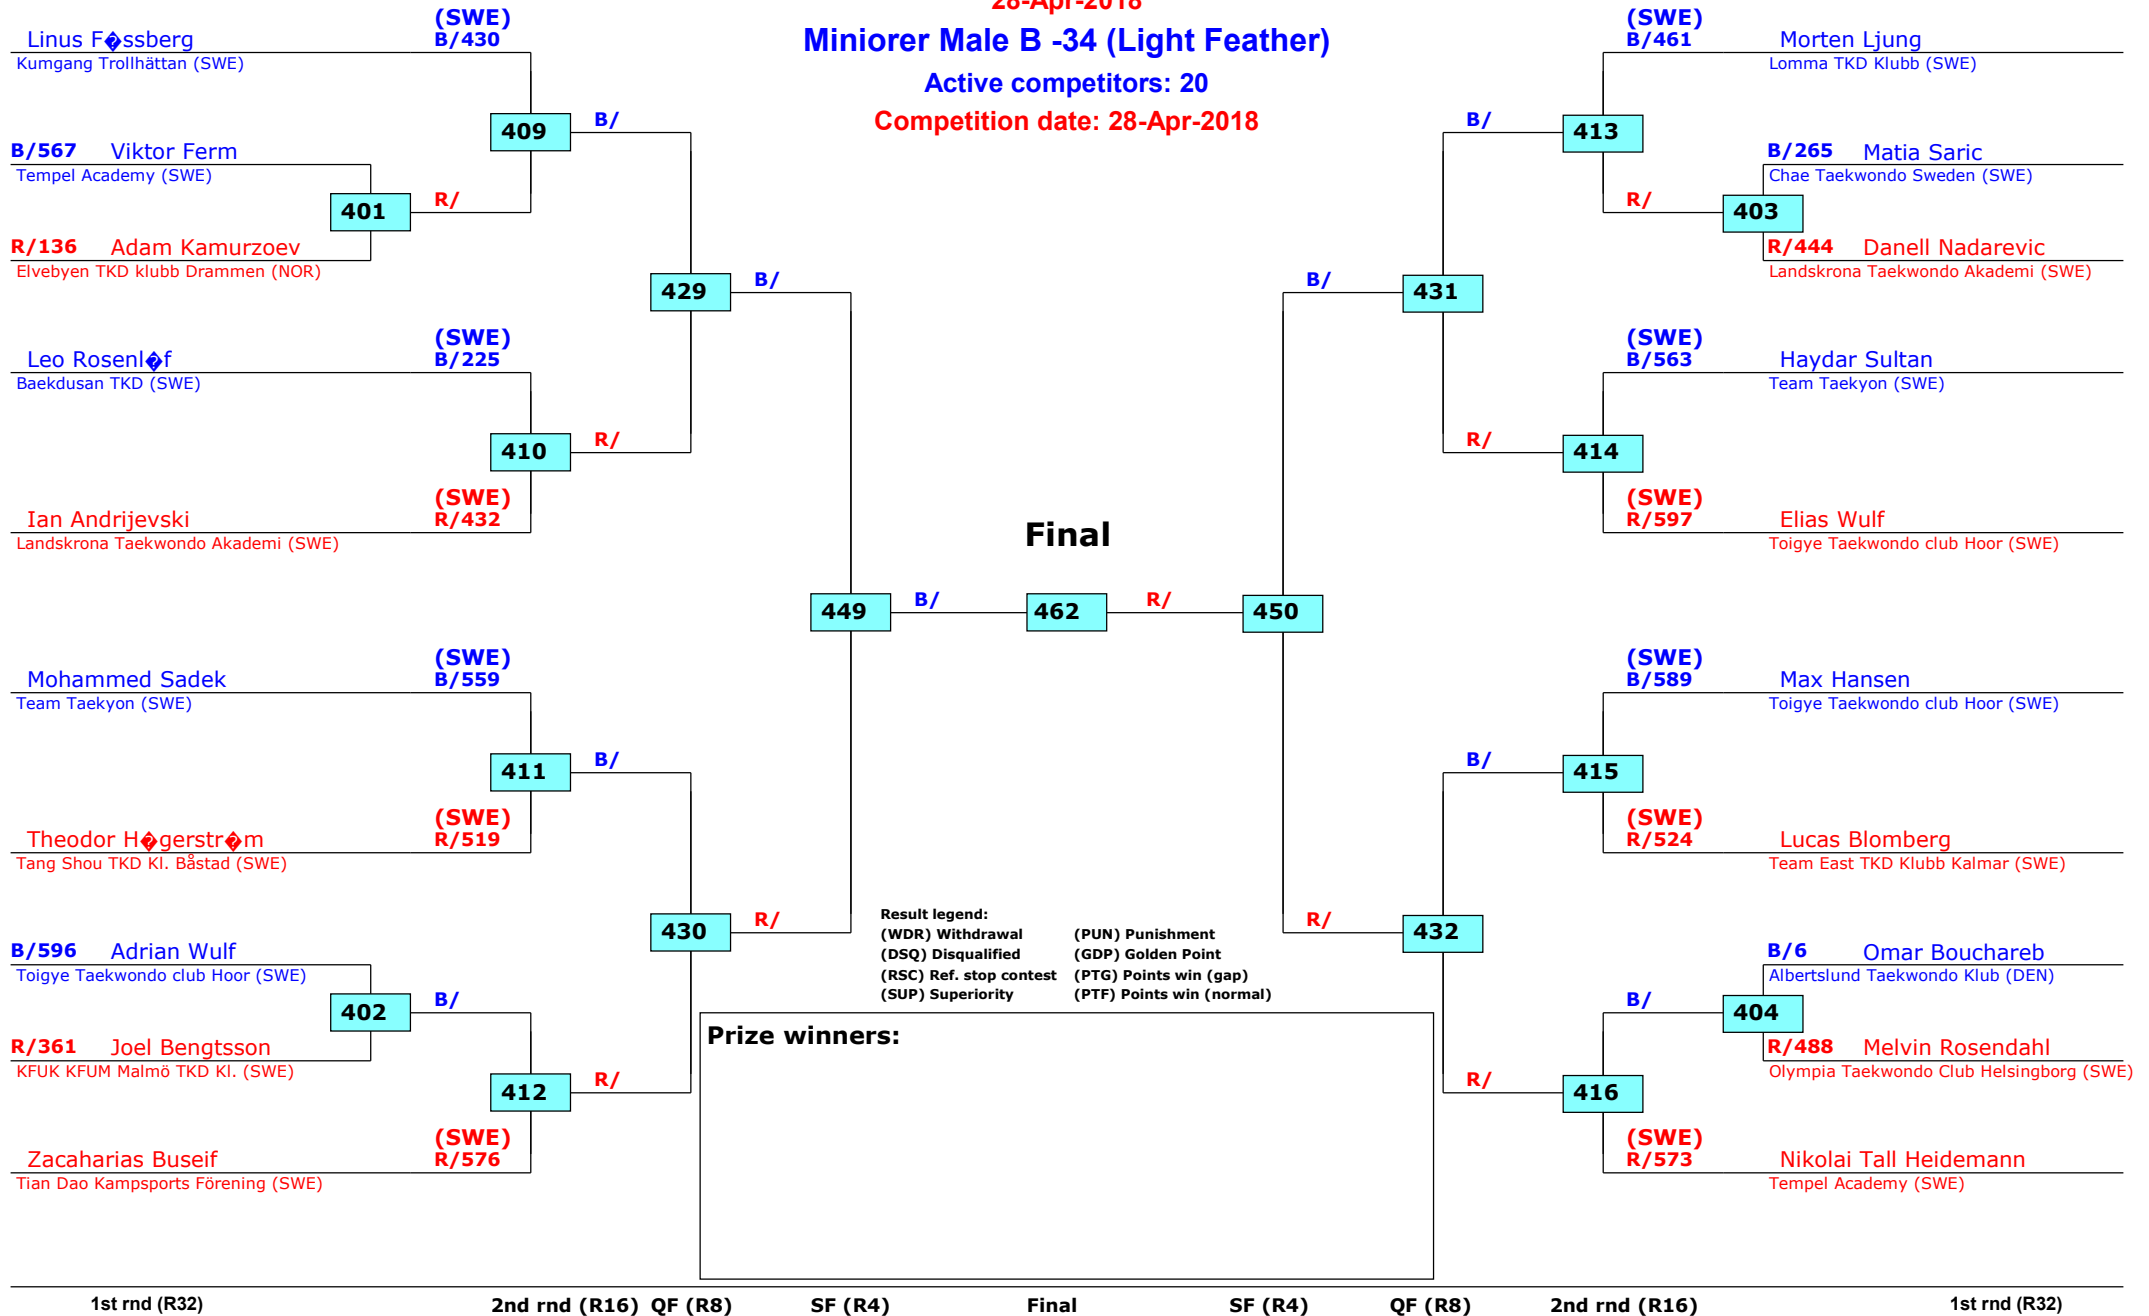 28-Apr-2018
Miniorer Male B -34 (Light Feather)
Active competitors: 20
Competition date: 28-Apr-2018
(SWE)
Linus F�ssberg B/430
Kumgang Trollhättan (SWE)
409
B/
B/567 Viktor Ferm
Tempel Academy (SWE)
401
R/
R/136 Adam Kamurzoev
Elvebyen TKD klubb Drammen (NOR)
429
B/
(SWE)
Leo Rosenl�f B/225
Baekdusan TKD (SWE)
410
R/
(SWE)
Ian Andrijevski R/432
Landskrona Taekwondo Akademi (SWE)
449
B/
(SWE)
Mohammed Sadek B/559
Team Taekyon (SWE)
411
B/
(SWE)
Theodor H�gerstr�m R/519
Tang Shou TKD Kl. Båstad (SWE)
430
R/
B/596 Adrian Wulf
Toigye Taekwondo club Hoor (SWE)
402
B/
R/361 Joel Bengtsson
KFUK KFUM Malmö TKD Kl. (SWE)
412
R/
(SWE)
Zacaharias Buseif R/576
Tian Dao Kampsports Förening (SWE)
Final
462
R/
450
(SWE)
B/461 Morten Ljung
Lomma TKD Klubb (SWE)
B/
413
B/265 Matia Saric
Chae Taekwondo Sweden (SWE)
R/
403
R/444 Danell Nadarevic
Landskrona Taekwondo Akademi (SWE)
B/
431
(SWE)
B/563 Haydar Sultan
Team Taekyon (SWE)
R/
414
(SWE)
R/597 Elias Wulf
Toigye Taekwondo club Hoor (SWE)
(SWE)
B/589 Max Hansen
Toigye Taekwondo club Hoor (SWE)
B/
415
(SWE)
R/524 Lucas Blomberg
Team East TKD Klubb Kalmar (SWE)
R/
432
B/6 Omar Bouchareb
Albertslund Taekwondo Klub (DEN)
B/
404
R/488 Melvin Rosendahl
Olympia Taekwondo Club Helsingborg (SWE)
R/
416
(SWE)
R/573 Nikolai Tall Heidemann
Tempel Academy (SWE)
Result legend:
(WDR) Withdrawal (PUN) Punishment
(DSQ) Disqualified (GDP) Golden Point
(RSC) Ref. stop contest (PTG) Points win (gap)
(SUP) Superiority (PTF) Points win (normal)
Prize winners:
1st rnd (R32) 2nd rnd (R16) QF (R8) SF (R4) Final SF (R4) QF (R8) 2nd rnd (R16) 1st rnd (R32)